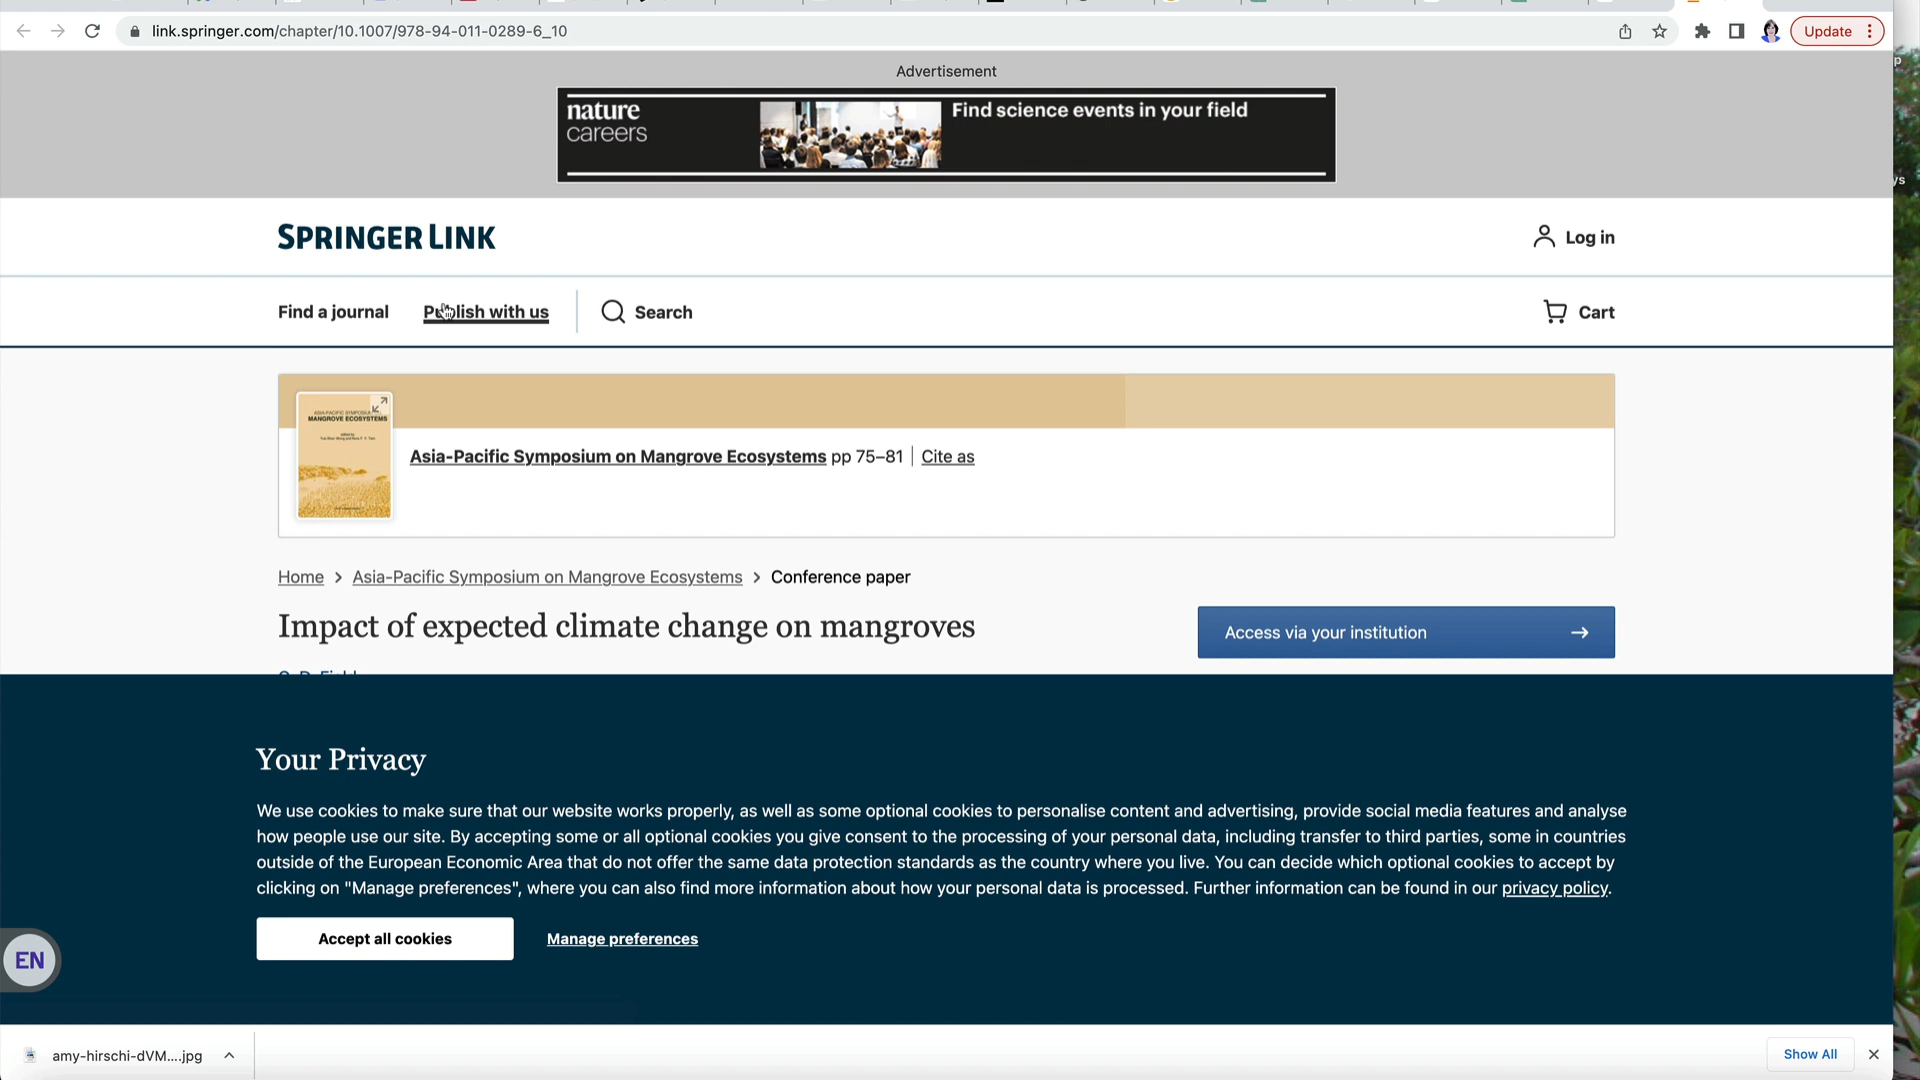 link.springer.com/chapter/10.1007/978-94-011-0289-6_10
Update
Advertisement
nature
careers
Find science events in your field
SPRINGER LINK
Log in
Find a journal
Publish with us
Search
Cart
MANGROVE ECOSYSTEMS
Asia-Pacific Symposium on Mangrove Ecosystems pp 75–81 | Cite as
Home > Asia-Pacific Symposium on Mangrove Ecosystems > Conference paper
Impact of expected climate change on mangroves
Access via your institution →
Your Privacy
We use cookies to make sure that our website works properly, as well as some optional cookies to personalise content and advertising, provide social media features and analyse
how people use our site. By accepting some or all optional cookies you give consent to the processing of your personal data, including transfer to third parties, some in countries
outside of the European Economic Area that do not offer the same data protection standards as the country where you live. You can decide which optional cookies to accept by
clicking on "Manage preferences", where you can also find more information about how your personal data is processed. Further information can be found in our privacy policy.
Accept all cookies
Manage preferences
EN
amy-hirschi-dVM....jpg
Show All